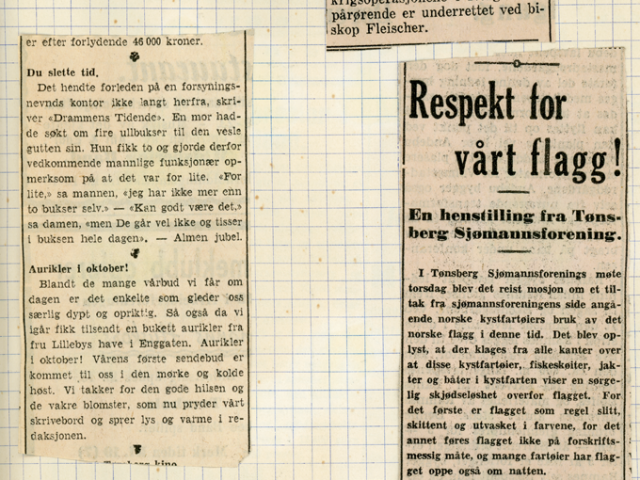 er efter forlydende 46 000 kroner.
Du slette tid.
Det hendte forleden på en forsynings-
nevnds kontor ikke langt herfra, skri-
ver «Drammens Tidende». En mor had-
de søkt om fire ullbukser til den vesle
gutten sin. Hun fikk to og gjorde derfor
vedkommende mannlige funksjonær op-
merksom på at det var for lite. «For
lite,» sa mannen, «jeg har ikke mer enn
to bukser selv.» — «Kan godt være det,»
sa damen, «men De går vel ikke og tisser
i buksen hele dagen». — Almen jubel.
Aurikler i oktober!
Blandt de mange vårbud vi får om
dagen er det enkelte som gleder oss
særlig dypt og opriktig. Så også da vi
igår fikk tilsendt en bukett aurikler fra
fru Lillebys have i Enggaten. Aurikler
i oktober! Vårens første sendebud er
kommet til oss i den mørke og kolde
høst. Vi takker for den gode hilsen og
de vakre blomster, som nu pryder vårt
skrivebord og sprer lys og varme i re-
daksjonen.
kino
pårørende er underrettet ved bi-
skop Fleischer.
Respekt for
vårt flagg!
En henstilling fra Tøns-
berg Sjømannsforening.
I Tønsberg Sjømannsforenings møte
torsdag blev det reist mosjon om et til-
tak fra sjømannsforeningens side angå-
ende norske kystfartøiers bruk av det
norske flagg i denne tid. Det blev op-
lyst, at der klages fra alle kanter over
at disse kystfartøier, fiskeskøiter, jak-
ter og båter i kystfarten viser en sørge-
lig skjødseløshet overfor flagget. For
det første er flagget som regel slitt,
skittent og utvasket i farvene, for det
annet føres flagget ikke på forskrifts-
messig måte, og mange fartøier har flag-
get oppe også om natten.